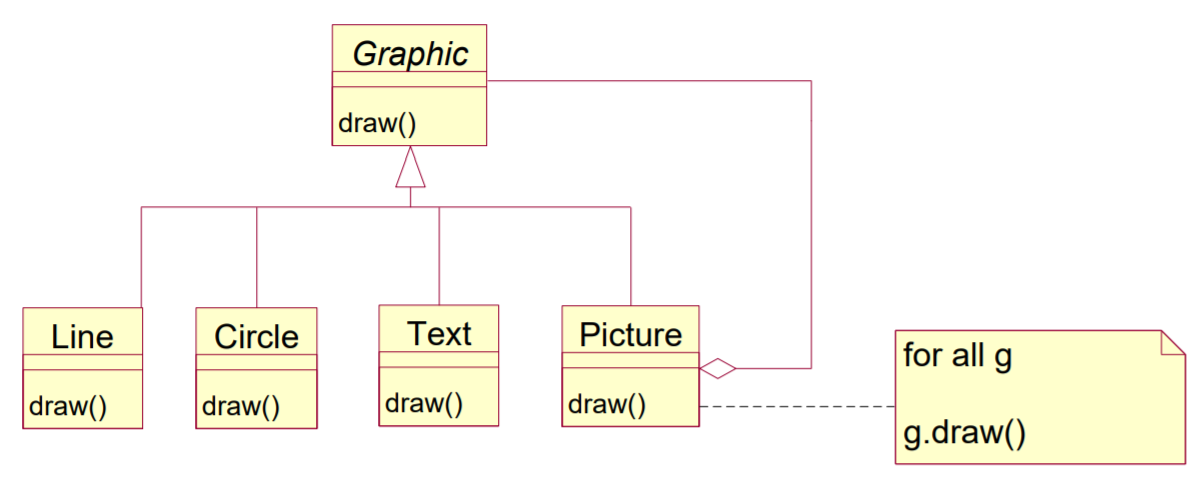 Graphic
draw()
Line
draw()
Circle
draw()
Text
draw()
Picture
draw()
for all g
g.draw()